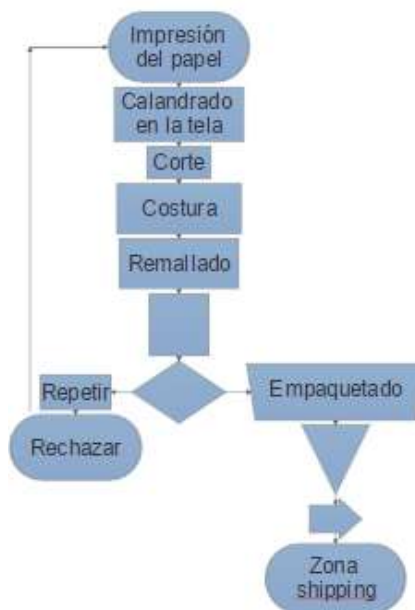 Impresión
del papel
Calandrado
en la tela
Corte
Costura
Remallado
Repetir
Empaquetado
Rechazar
Zona
shipping